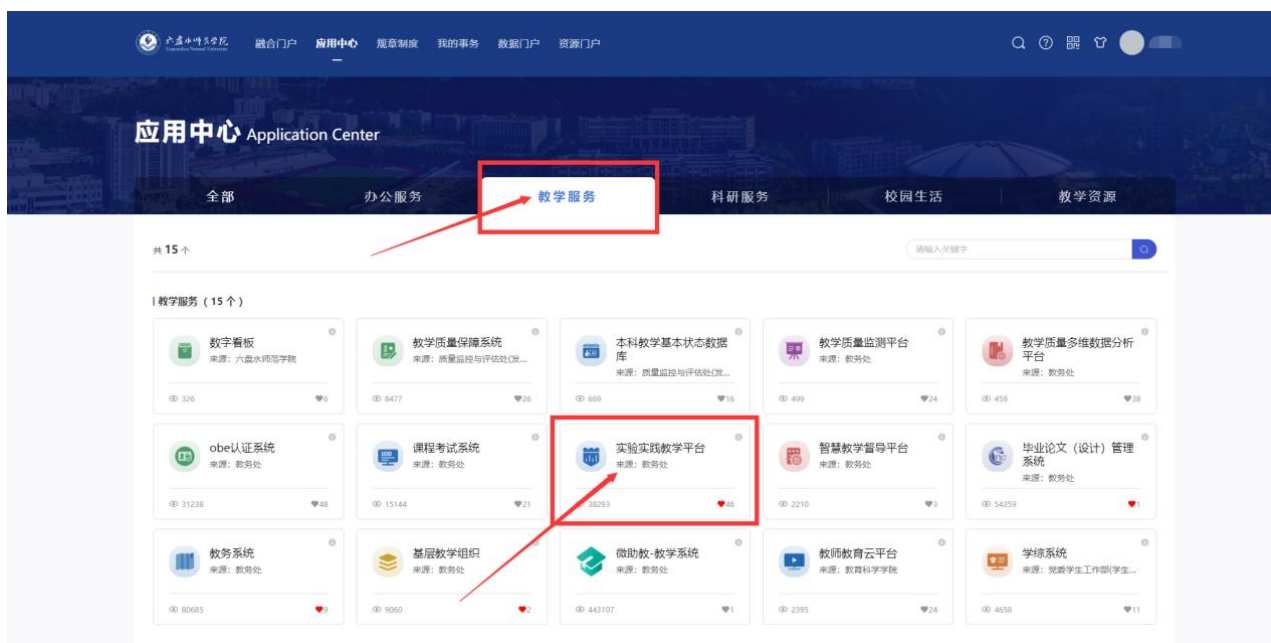 六盘水师范学院 融合门户 应用中心 规章制度 我的事务 数据门户 资源门户
应用中心 Application Center
全部 办公服务 教学服务 科研服务 校园生活 教学资源
共 15 个
请输入关键字
教学服务（15 个）
数字看板
来源：六盘水师范学院
326 6
教学质量保障系统
来源：质量监控与评估处(发...
8477 26
本科教学基本状态数据
库
来源：质量监控与评估处(发...
669 16
教学质量监测平台
来源：教务处
499 24
教学质量多维数据分析
平台
来源：教务处
459 38
obe认证系统
来源：教务处
31238 48
课程考试系统
来源：教务处
15144 21
实验实践教学平台
来源：教务处
38293 46
智慧教学督导平台
来源：教务处
2210 3
毕业论文（设计）管理
系统
来源：教务处
54359 1
教务系统
来源：教务处
80685 9
基层教学组织
来源：教务处
9060 2
微助教-教学系统
来源：教务处
443107 1
教师教育云平台
来源：教育科学学院
2395 24
学综系统
来源：党委学生工作部(学生...
4658 11